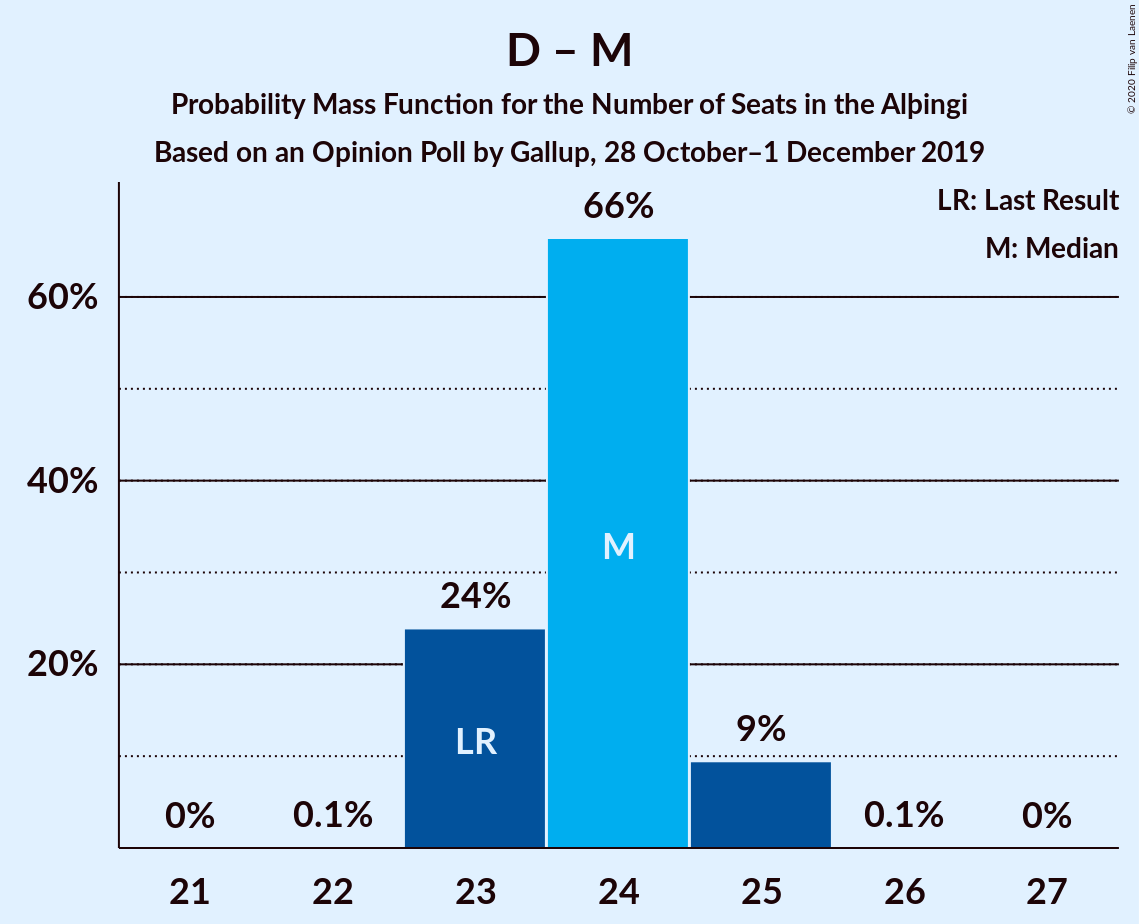 D – M
Probability Mass Function for the Number of Seats in the Alþingi
Based on an Opinion Poll by Gallup, 28 October–1 December 2019
© 2020 Filip van Laenen
LR: Last Result
M: Median
66%
60%
40%
M
24%
20%
LR
9%
0%
0.1%
0.1%
0%
21 22 23 24 25 26 27